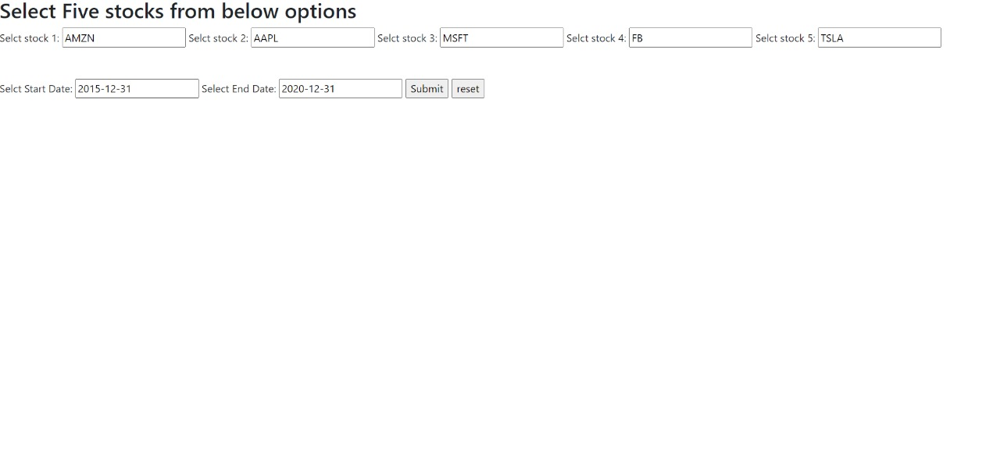 Select Five stocks from below options
Selct stock 1: AMZN Selct stock 2: AAPL Selct stock 3: MSFT Selct stock 4: FB Selct stock 5: TSLA
Selct Start Date: 2015-12-31 Select End Date: 2020-12-31 Submit reset